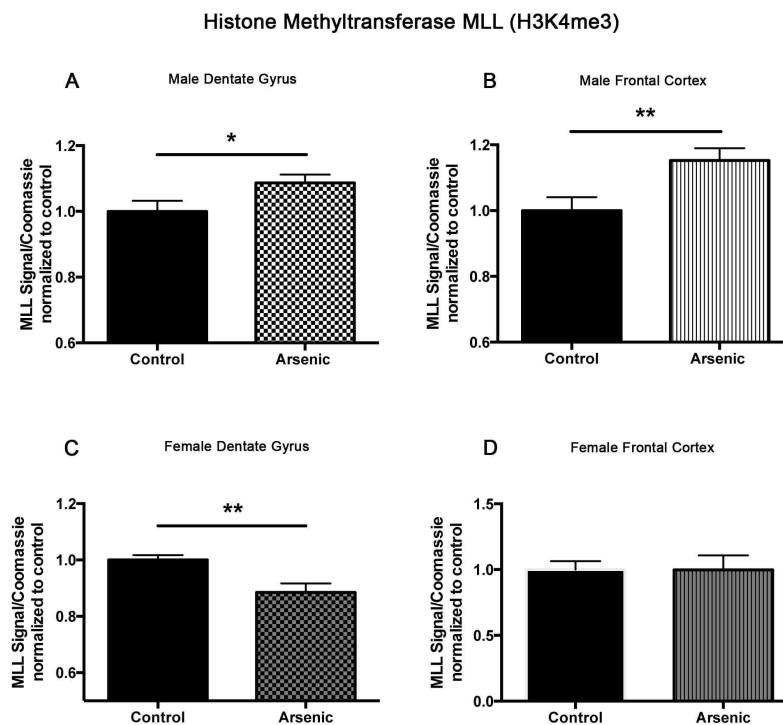 Histone Methyltransferase MLL (H3K4me3)
A
Male Dentate Gyrus
MLL Signal/Coomassie
normalized to control
1.2
1.0
0.8
0.6
*
Control
Arsenic
B
Male Frontal Cortex
MLL Signal/Coomassie
normalized to control
1.2
1.0
0.8
0.6
**
Control
Arsenic
C
Female Dentate Gyrus
MLL Signal/Coomassie
normalized to control
1.2
1.0
0.8
0.6
**
Control
Arsenic
D
Female Frontal Cortex
MLL Signal/Coomassie
normalized to control
1.5
1.0
0.5
0.0
Control
Arsenic